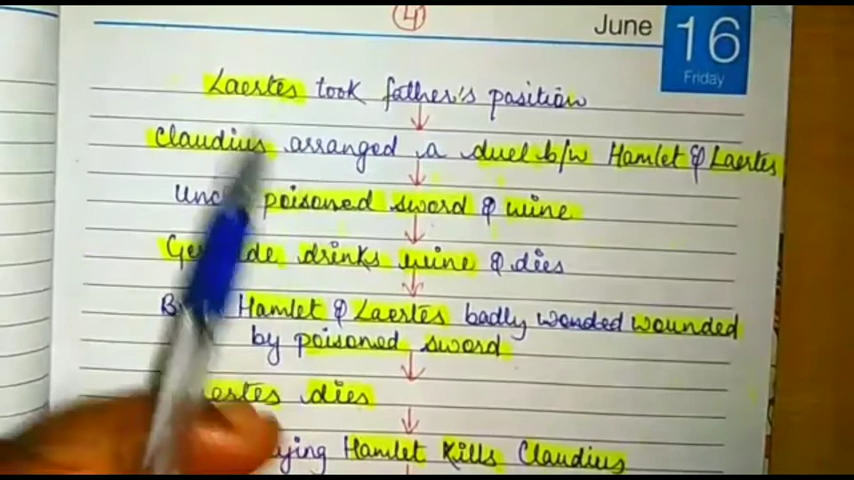 4
June 16
Friday
Laertes took father's position
Claudius arranged a duel b/w Hamlet & Laertes
poisoned sword & wine
drinks wine & dies
Hamlet & Laertes badly wonded wounded
by poisoned sword
dies
Hamlet kills Claudius